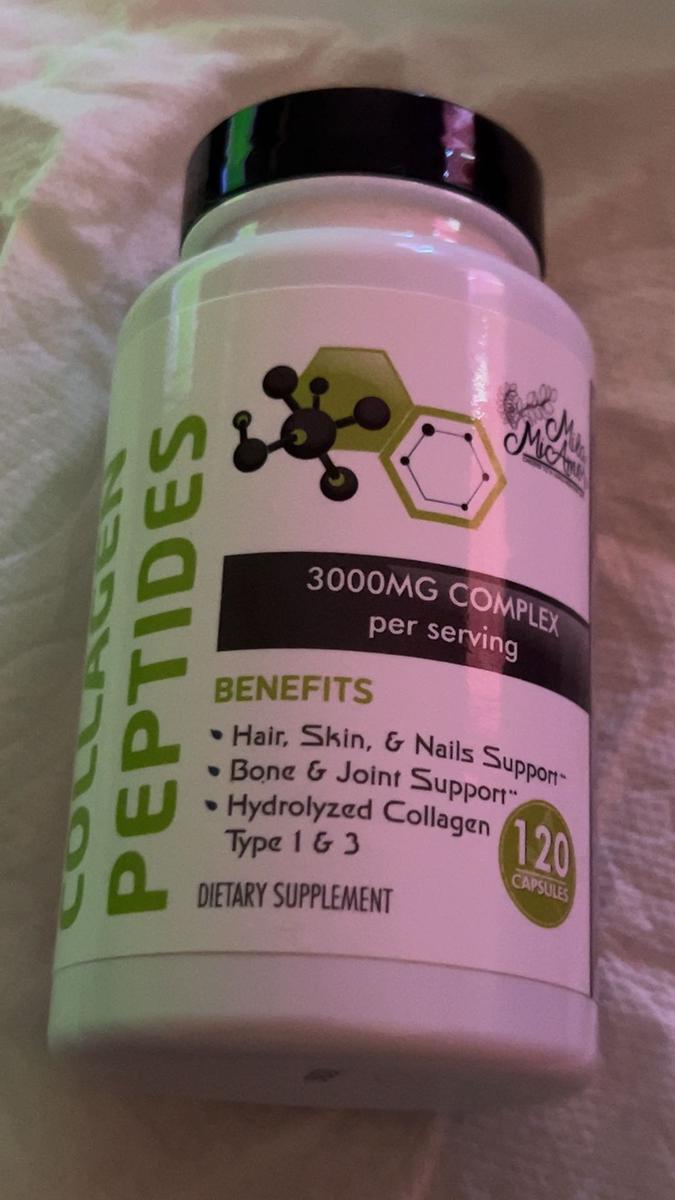 COLLAGEN
PEPTIDES
MiAmor
3000MG COMPLEX
per serving
BENEFITS
• Hair, Skin, & Nails Support**
• Bone & Joint Support**
• Hydrolyzed Collagen
Type 1 & 3
120
CAPSULES
DIETARY SUPPLEMENT